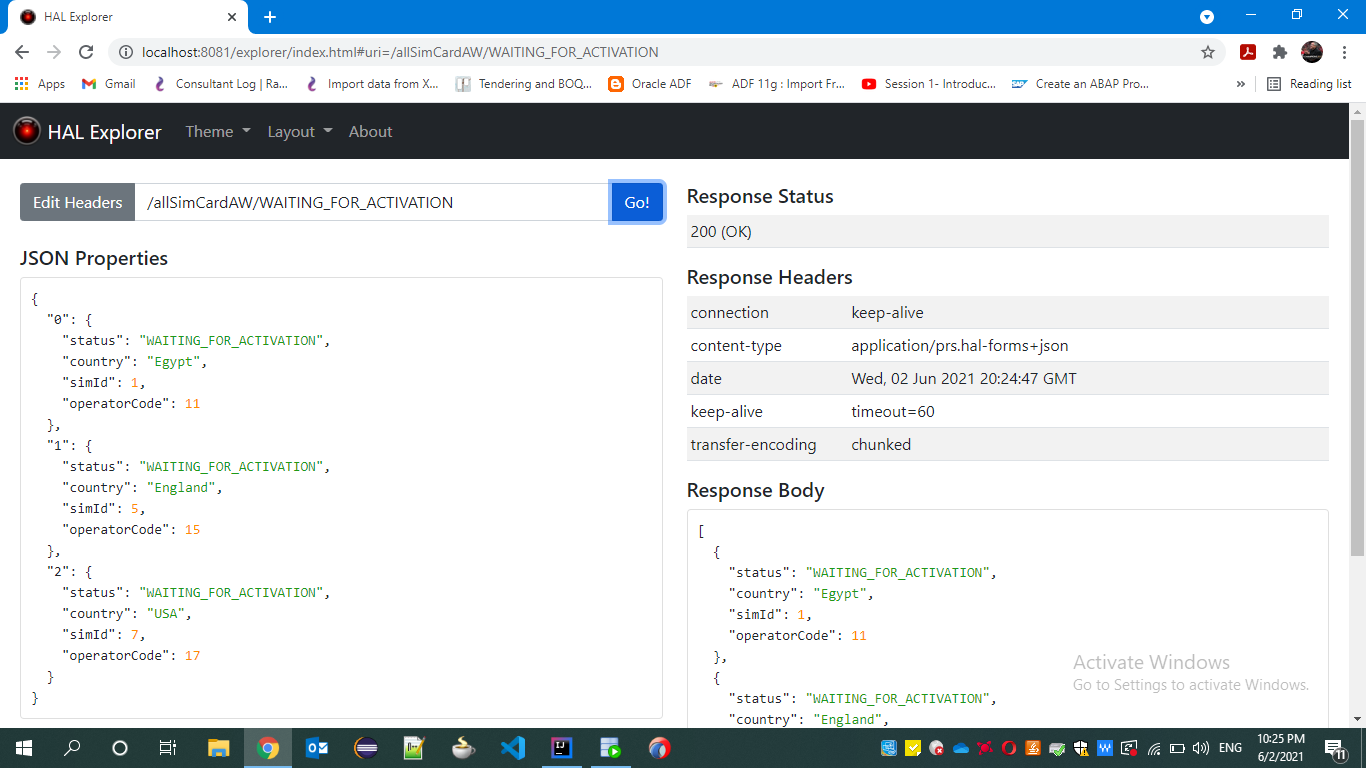 HAL Explorer
localhost:8081/explorer/index.html#uri=/allSimCardAW/WAITING_FOR_ACTIVATION
Apps Gmail Consultant Log | Ra... Import data from X... Tendering and BOQ... Oracle ADF ADF 11g : Import Fr... Session 1- Introduc... Create an ABAP Pro... » Reading list
HAL Explorer Theme Layout About
Edit Headers /allSimCardAW/WAITING_FOR_ACTIVATION Go!
JSON Properties
{
"0": {
"status": "WAITING_FOR_ACTIVATION",
"country": "Egypt",
"simId": 1,
"operatorCode": 11
},
"1": {
"status": "WAITING_FOR_ACTIVATION",
"country": "England",
"simId": 5,
"operatorCode": 15
},
"2": {
"status": "WAITING_FOR_ACTIVATION",
"country": "USA",
"simId": 7,
"operatorCode": 17
}
}
Response Status
200 (OK)
Response Headers
connection keep-alive
content-type application/prs.hal-forms+json
date Wed, 02 Jun 2021 20:24:47 GMT
keep-alive timeout=60
transfer-encoding chunked
Response Body
[
{
"status": "WAITING_FOR_ACTIVATION",
"country": "Egypt",
"simId": 1,
"operatorCode": 11
},
{
"status": "WAITING_FOR_ACTIVATION",
"country": "England",
Activate Windows
Go to Settings to activate Windows.
ENG
10:25 PM
6/2/2021
11